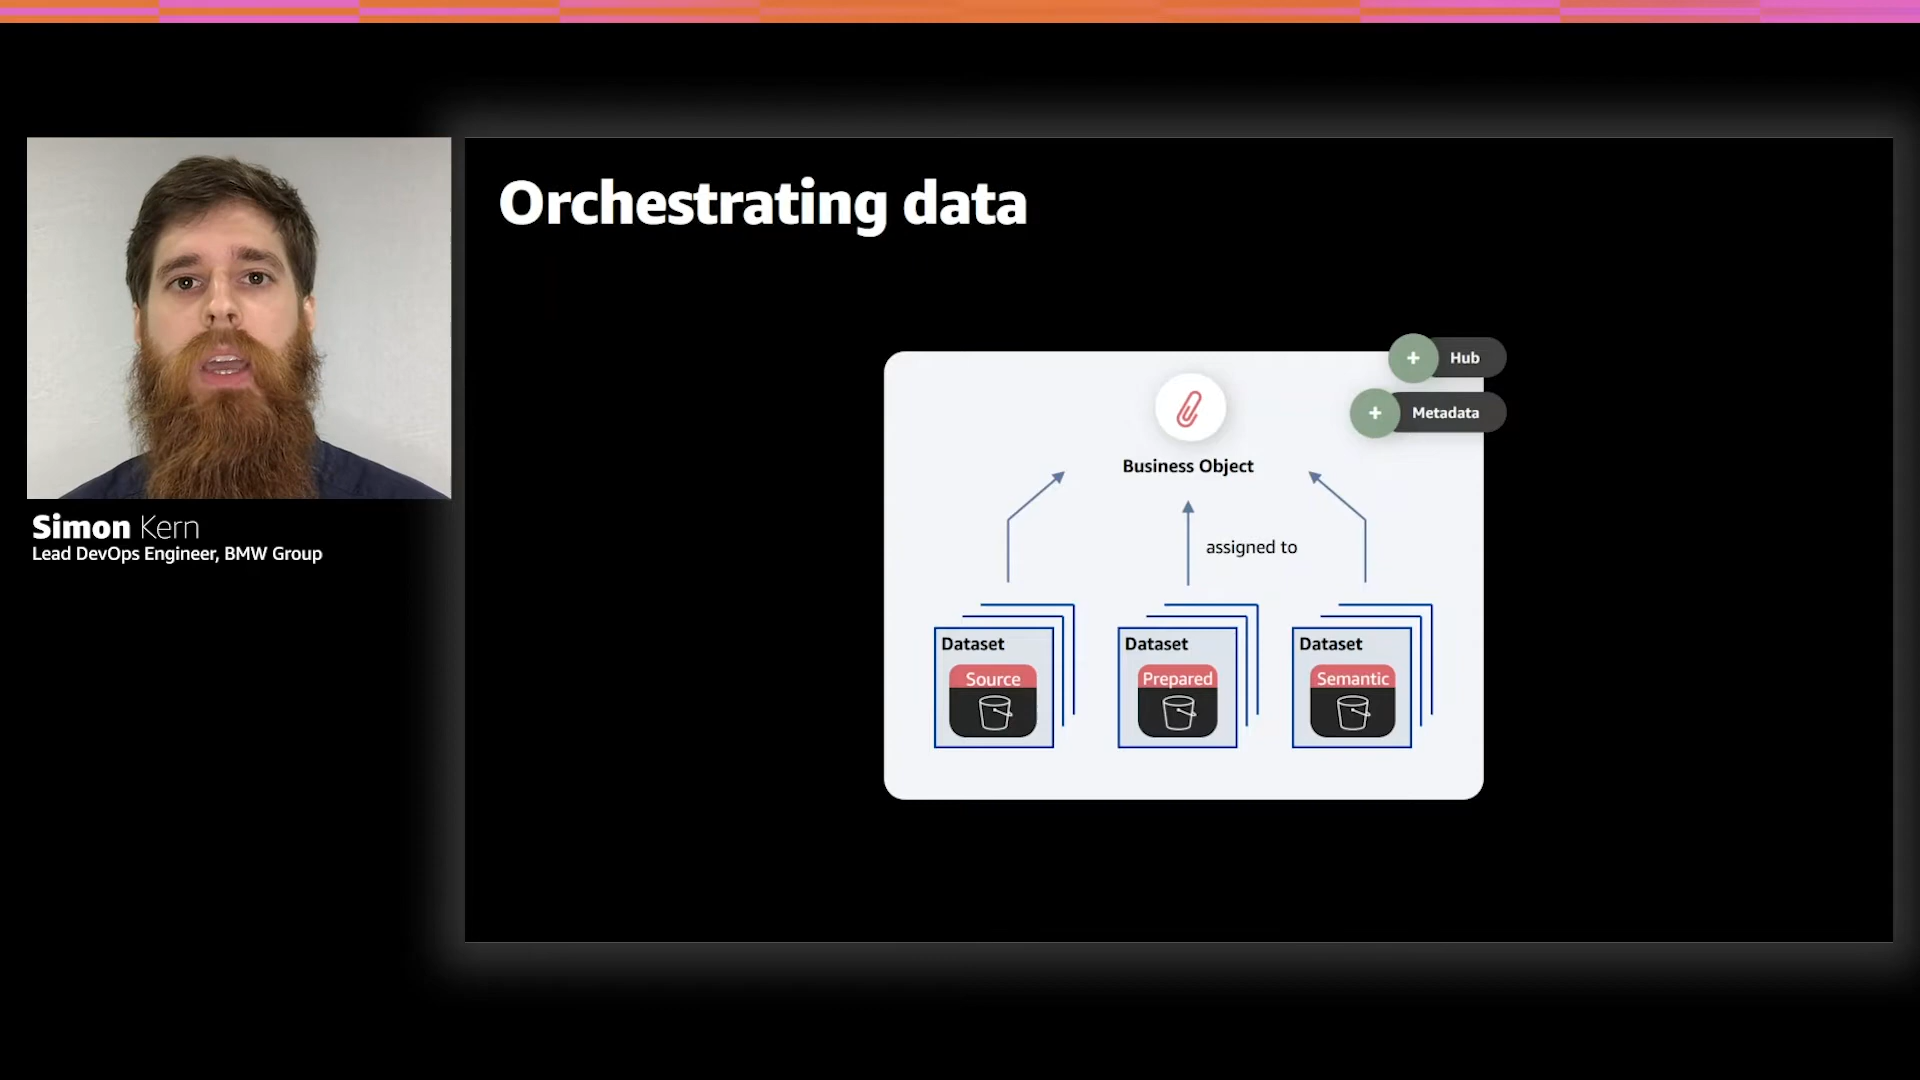 Orchestrating data
Simon Kern
Lead DevOps Engineer, BMW Group
Hub
Metadata
Business Object
assigned to
Dataset
Source
Dataset
Prepared
Dataset
Semantic